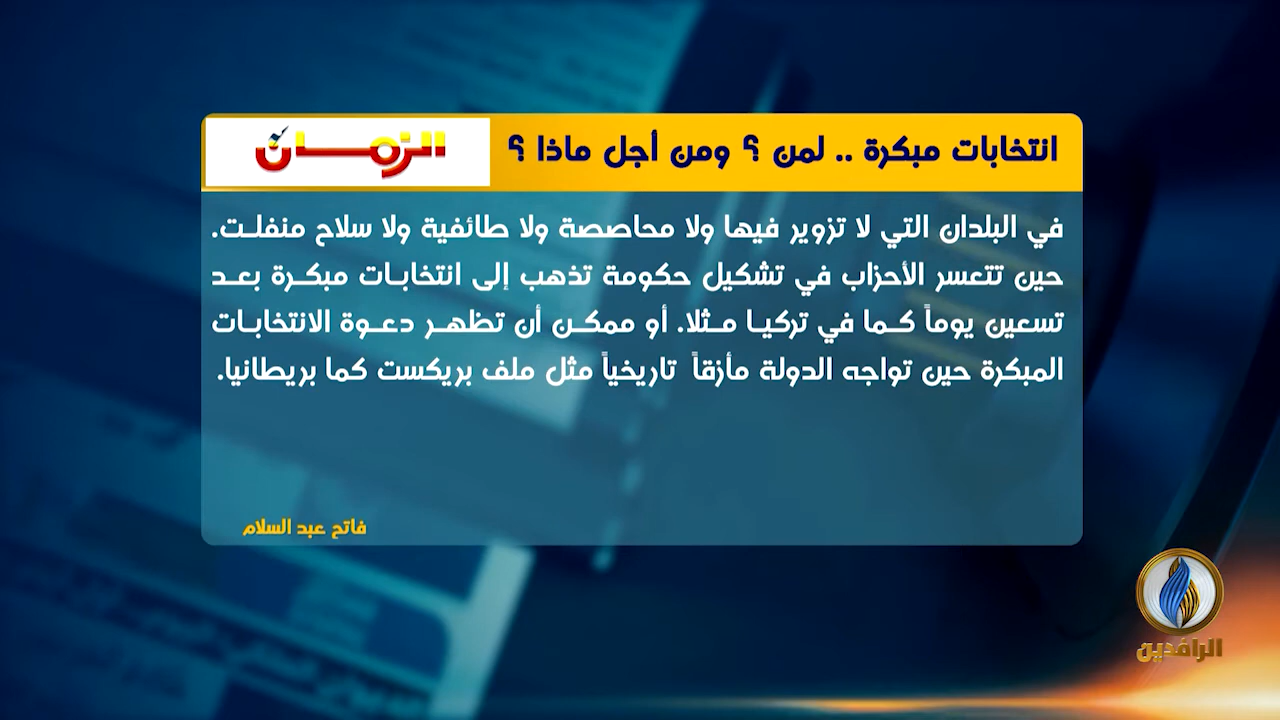 انتخابات مبكرة .. لمن ؟ ومن أجل ماذا ؟
الزمان
في البلدان التي لا تزوير فيها ولا محاصصة ولا طائفية ولا سلاح منفلت.
حين تتعسر الأحزاب في تشكيل حكومة تذهب إلى انتخابات مبكرة بعد
تسعين يوماً كما في تركيا مثلا. أو ممكن أن تظهر دعوة الانتخابات
المبكرة حين تواجه الدولة مأزقاً تاريخياً مثل ملف بريكست كما بريطانيا.
فاتح عبد السلام
الرافدين